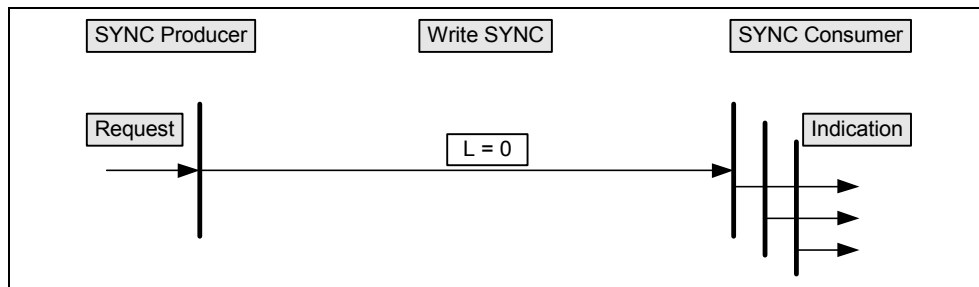 SYNC Producer
Write SYNC
SYNC Consumer
Request
L = 0
Indication